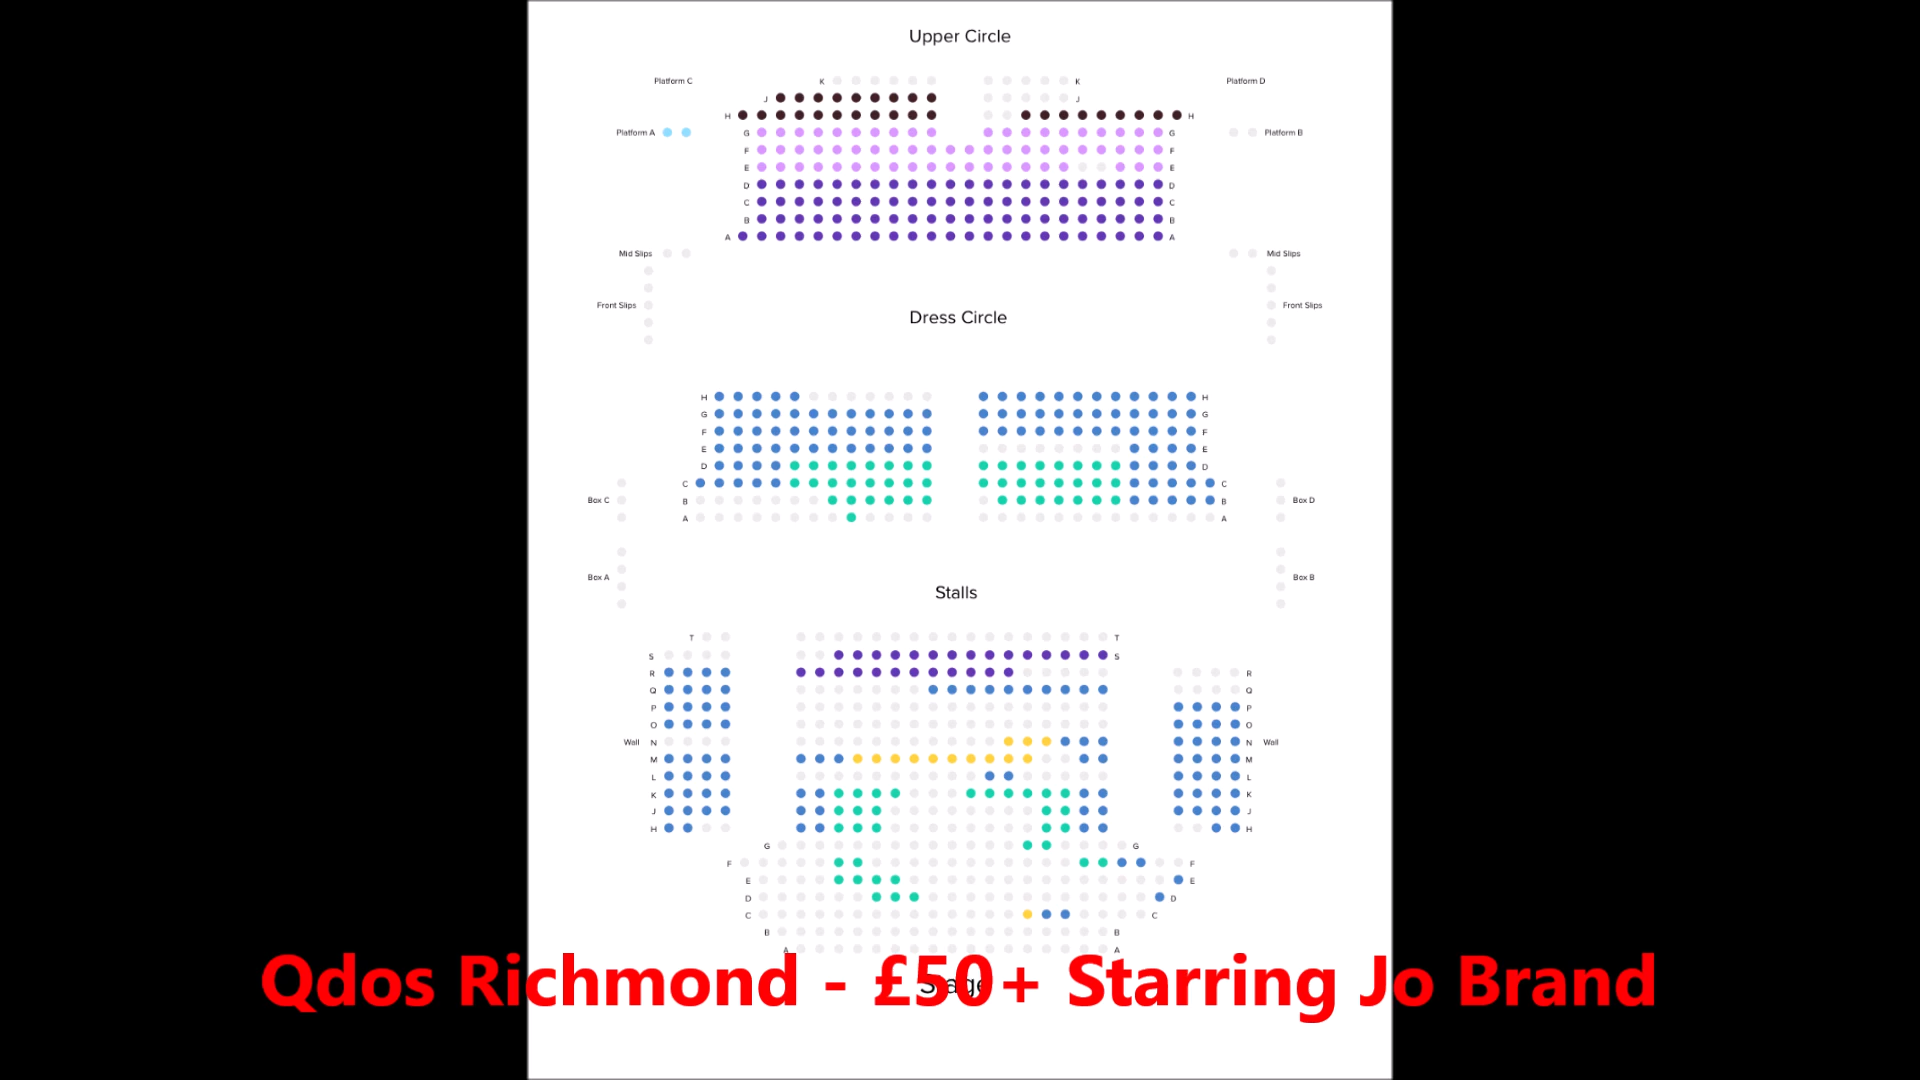 Upper Circle
Platform C K K Platform D
J J
H H
Platform A G G Platform B
F F
E E
D D
C C
B B
A A
Mid Slips Mid Slips
Front Slips Front Slips
Dress Circle
H H
G G
F F
E E
D D
C C
Box C B B Box D
A A
Box A Box B
Stalls
T T
S S
R R
Q Q
P P
O O
Wall N N Wall
M M
L L
K K
J J
H H
G G
F F
E E
D D
C C
B B
A A
Stage
Qdos Richmond - £50+ Starring Jo Brand